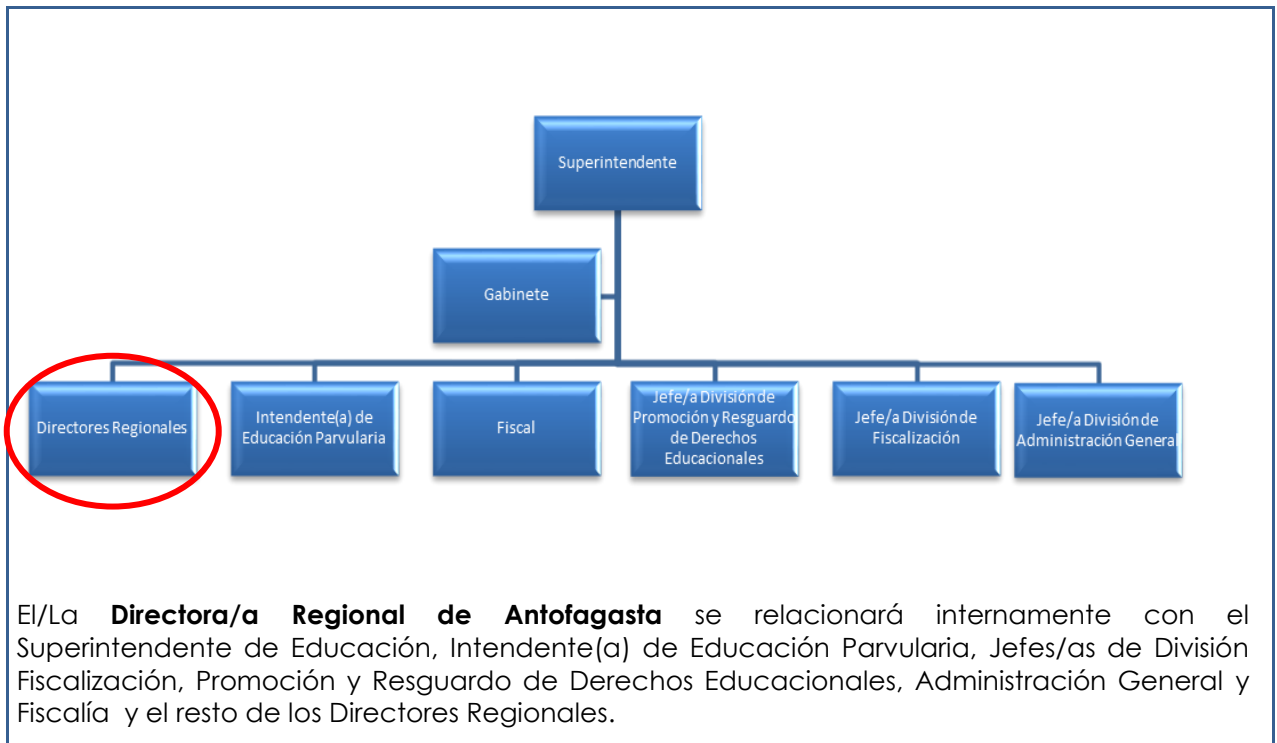 Superintendente
Gabinete
Directores Regionales
Intendente(a) de
Educación Parvularia
Fiscal
Jefe/a División de
Promoción y Resguardo
de Derechos
Educacionales
Jefe/a División de
Fiscalización
Jefe/a División de
Administración General
El/La Directora/a Regional de Antofagasta se relacionará internamente con el
Superintendente de Educación, Intendente(a) de Educación Parvularia, Jefes/as de División
Fiscalización, Promoción y Resguardo de Derechos Educacionales, Administración General y
Fiscalía y el resto de los Directores Regionales.